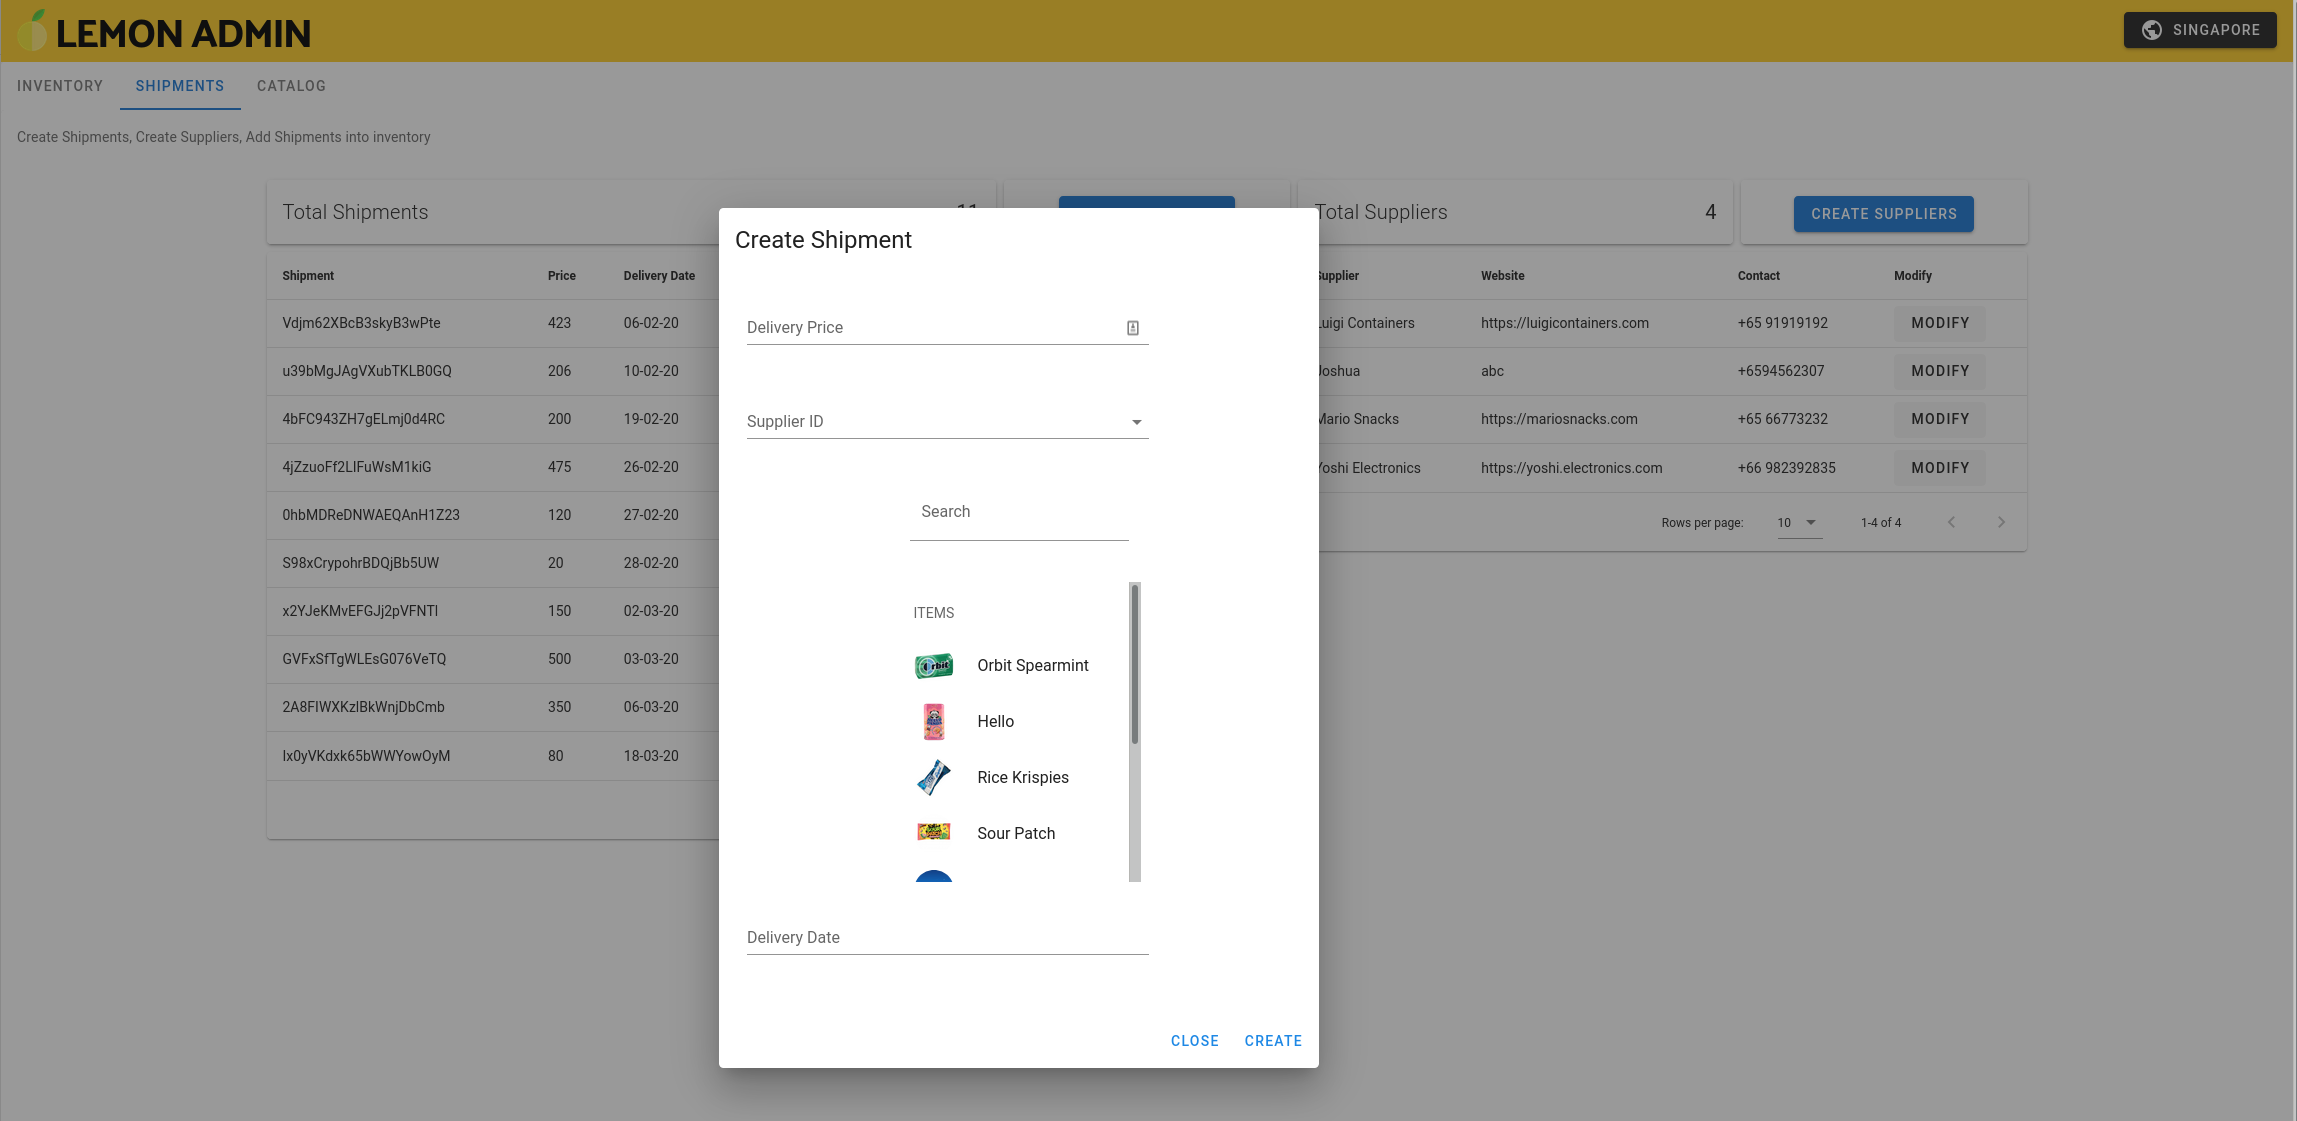 LEMON ADMIN
SINGAPORE
INVENTORY SHIPMENTS CATALOG
Create Shipments, Create Suppliers, Add Shipments into inventory
Total Shipments 11
Total Suppliers 4 CREATE SUPPLIERS
Shipment Price Delivery Date
Vdjm62XBcB3skyB3wPte 423 06-02-20
u39bMgJAgVXubTKLB0GQ 206 10-02-20
4bFC943ZH7gELmj0d4RC 200 19-02-20
4jZzuoFf2LIFuWsM1kiG 475 26-02-20
0hbMDReDNWAEQAnH1Z23 120 27-02-20
S98xCrypohrBDQjBb5UW 20 28-02-20
x2YJeKMvEFGJj2pVFNTl 150 02-03-20
GVFxSfTgWLEsG076VeTQ 500 03-03-20
2A8FIWXKzlBkWnjDbCmb 350 06-03-20
Ix0yVKdxk65bWWYowOyM 80 18-03-20
Create Shipment
Delivery Price
Supplier ID
Search
ITEMS
Orbit
Orbit Spearmint
Hello
Rice Krispies
Sour Patch
Delivery Date
CLOSE CREATE
Supplier Website Contact Modify
Luigi Containers https://luigicontainers.com +65 91919192 MODIFY
Joshua abc +6594562307 MODIFY
Mario Snacks https://mariosnacks.com +65 66773232 MODIFY
Yoshi Electronics https://yoshi.electronics.com +66 982392835 MODIFY
Rows per page: 10 1-4 of 4